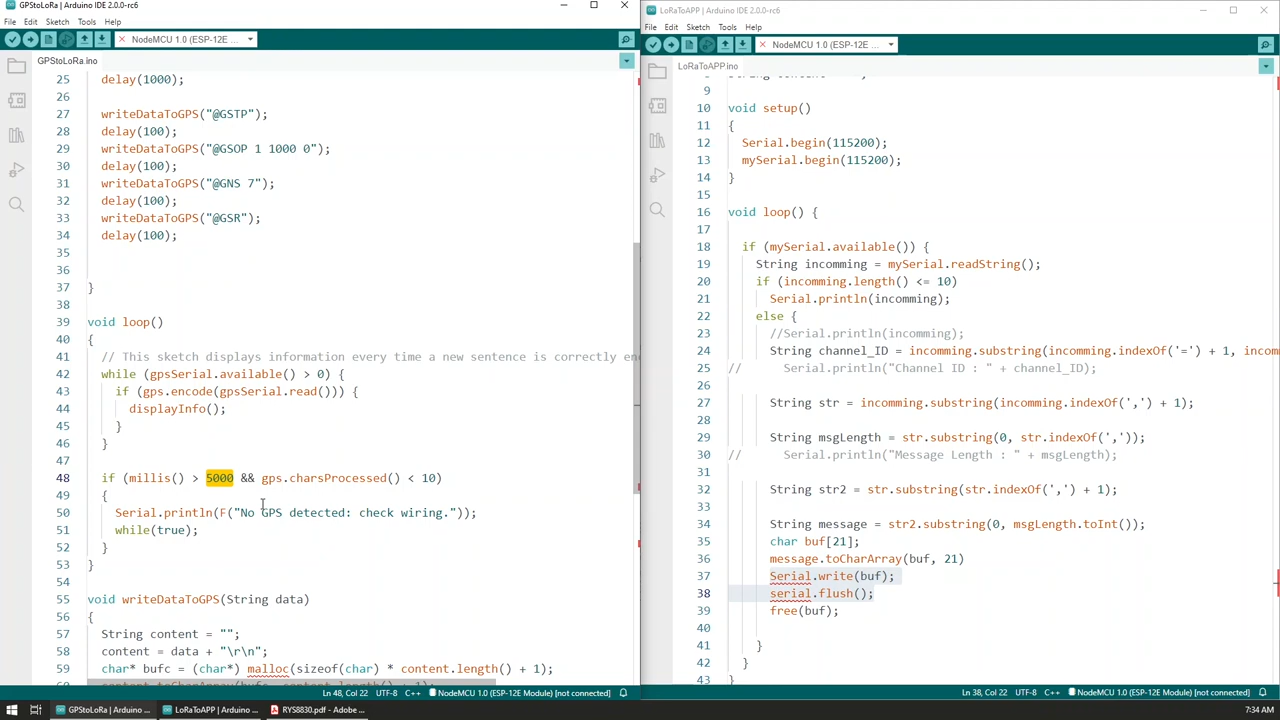 GPStoLoRa | Arduino IDE 2.0.0-rc6
File Edit Sketch Tools Help
NodeMCU 1.0 (ESP-12E ...
GPStoLoRa.ino
25 delay(1000);
26
27 writeDataToGPS("@GSTP");
28 delay(100);
29 writeDataToGPS("@GSOP 1 1000 0");
30 delay(100);
31 writeDataToGPS("@GNS 7");
32 delay(100);
33 writeDataToGPS("@GSR");
34 delay(100);
35
36
37 }
38
39 void loop()
40 {
41 // This sketch displays information every time a new sentence is correctly en
42 while (gpsSerial.available() > 0) {
43 if (gps.encode(gpsSerial.read())) {
44 displayInfo();
45 }
46 }
47
48 if (millis() > 5000 && gps.charsProcessed() < 10)
49 {
50 Serial.println(F("No GPS detected: check wiring."));
51 while(true);
52 }
53 }
54
55 void writeDataToGPS(String data)
56 {
57 String content = "";
58 content = data + "\r\n";
59 char* bufc = (char*) malloc(sizeof(char) * content.length() + 1);
Ln 48, Col 22 UTF-8 C++ NodeMCU 1.0 (ESP-12E Module) [not connected]
LoRaToAPP | Arduino IDE 2.0.0-rc6
File Edit Sketch Tools Help
NodeMCU 1.0 (ESP-12E ...
LoRaToAPP.ino
9
10 void setup()
11 {
12 Serial.begin(115200);
13 mySerial.begin(115200);
14 }
15
16 void loop() {
17
18 if (mySerial.available()) {
19 String incomming = mySerial.readString();
20 if (incomming.length() <= 10)
21 Serial.println(incomming);
22 else {
23 //Serial.println(incomming);
24 String channel_ID = incomming.substring(incomming.indexOf('=') + 1, incom
25 // Serial.println("Channel ID : " + channel_ID);
26
27 String str = incomming.substring(incomming.indexOf(',') + 1);
28
29 String msgLength = str.substring(0, str.indexOf(','));
30 // Serial.println("Message Length : " + msgLength);
31
32 String str2 = str.substring(str.indexOf(',') + 1);
33
34 String message = str2.substring(0, msgLength.toInt());
35 char buf[21];
36 message.toCharArray(buf, 21)
37 Serial.write(buf);
38 serial.flush();
39 free(buf);
40
41 }
42 }
43
Ln 38, Col 22 UTF-8 C++ NodeMCU 1.0 (ESP-12E Module) [not connected]
GPStoLoRa | Arduino ... LoRaToAPP | Arduino ... RYS8830.pdf - Adobe ... 7:34 AM